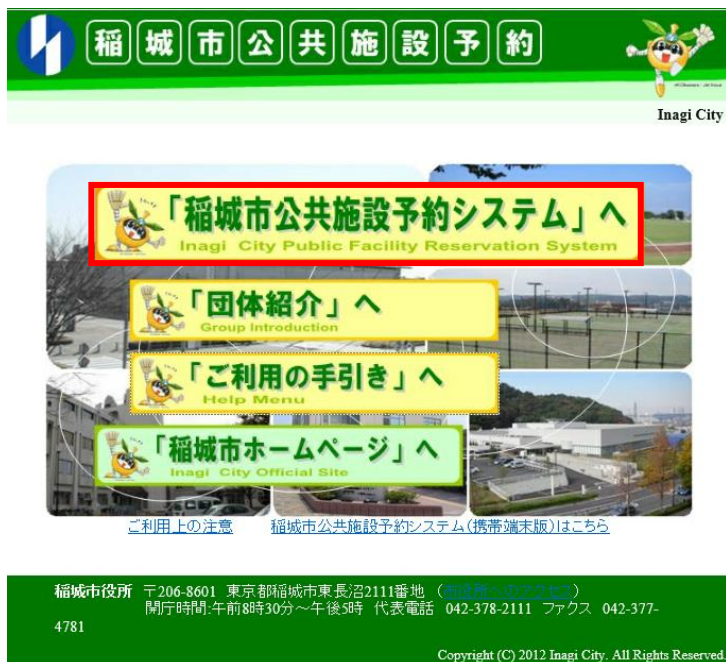 稲城市公共施設予約
Inagi City
「稲城市公共施設予約システム」へ
Inagi City Public Facility Reservation System
「団体紹介」へ
Group Introduction
「ご利用の手引き」へ
Help Menu
「稲城市ホームページ」へ
Inagi City Official Site
ご利用上の注意 稲城市公共施設予約システム(携帯端末版)はこちら
稲城市役所 〒206-8601 東京都稲城市東長沼2111番地 (市役所へのアクセス)
開庁時間:午前8時30分～午後5時 代表電話 042-378-2111 ファクス 042-377-
4781
Copyright (C) 2012 Inagi City. All Rights Reserved.